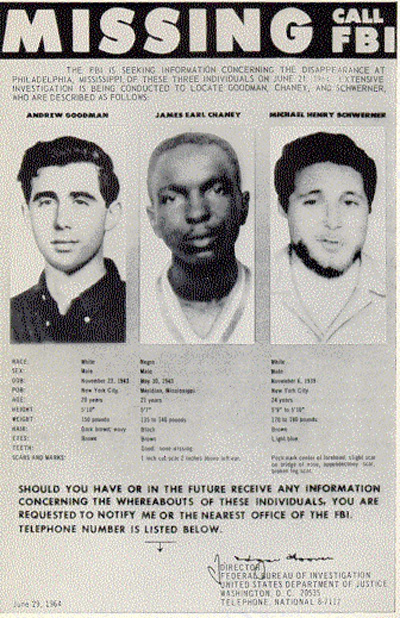 MISSING CALL FBI
THE FBI IS SEEKING INFORMATION CONCERNING THE DISAPPEARANCE AT
PHILADELPHIA, MISSISSIPPI, OF THESE THREE INDIVIDUALS ON JUNE 21, 1964. EXTENSIVE
INVESTIGATION IS BEING CONDUCTED TO LOCATE GOODMAN, CHANEY, AND SCHWERNER,
WHO ARE DESCRIBED AS FOLLOWS:
ANDREW GOODMAN JAMES EARL CHANEY MICHAEL HENRY SCHWERNER
RACE: White Negro White
SEX: Male Male Male
DOB: November 23, 1943 May 30, 1943 November 6, 1939
POB: New York City Meridian, Mississippi New York City
AGE: 20 years 21 years 24 years
HEIGHT: 5'10" 5'7" 5'9" to 5'10"
WEIGHT: 150 pounds 135 to 140 pounds 170 to 180 pounds
HAIR: Dark brown; wavy Black Brown
EYES: Brown Brown Light blue
TEETH: Good: none missing
SCARS AND MARKS: 1 inch cut scar 2 inches above left ear. Pock mark center of forehead, slight scar
on bridge of nose, appendectomy scar,
broken leg scar.
SHOULD YOU HAVE OR IN THE FUTURE RECEIVE ANY INFORMATION
CONCERNING THE WHEREABOUTS OF THESE INDIVIDUALS, YOU ARE
REQUESTED TO NOTIFY ME OR THE NEAREST OFFICE OF THE FBI.
TELEPHONE NUMBER IS LISTED BELOW.
DIRECTOR
FEDERAL BUREAU OF INVESTIGATION
UNITED STATES DEPARTMENT OF JUSTICE
WASHINGTON, D. C. 20535
June 29, 1964 TELEPHONE, NATIONAL 8-7117